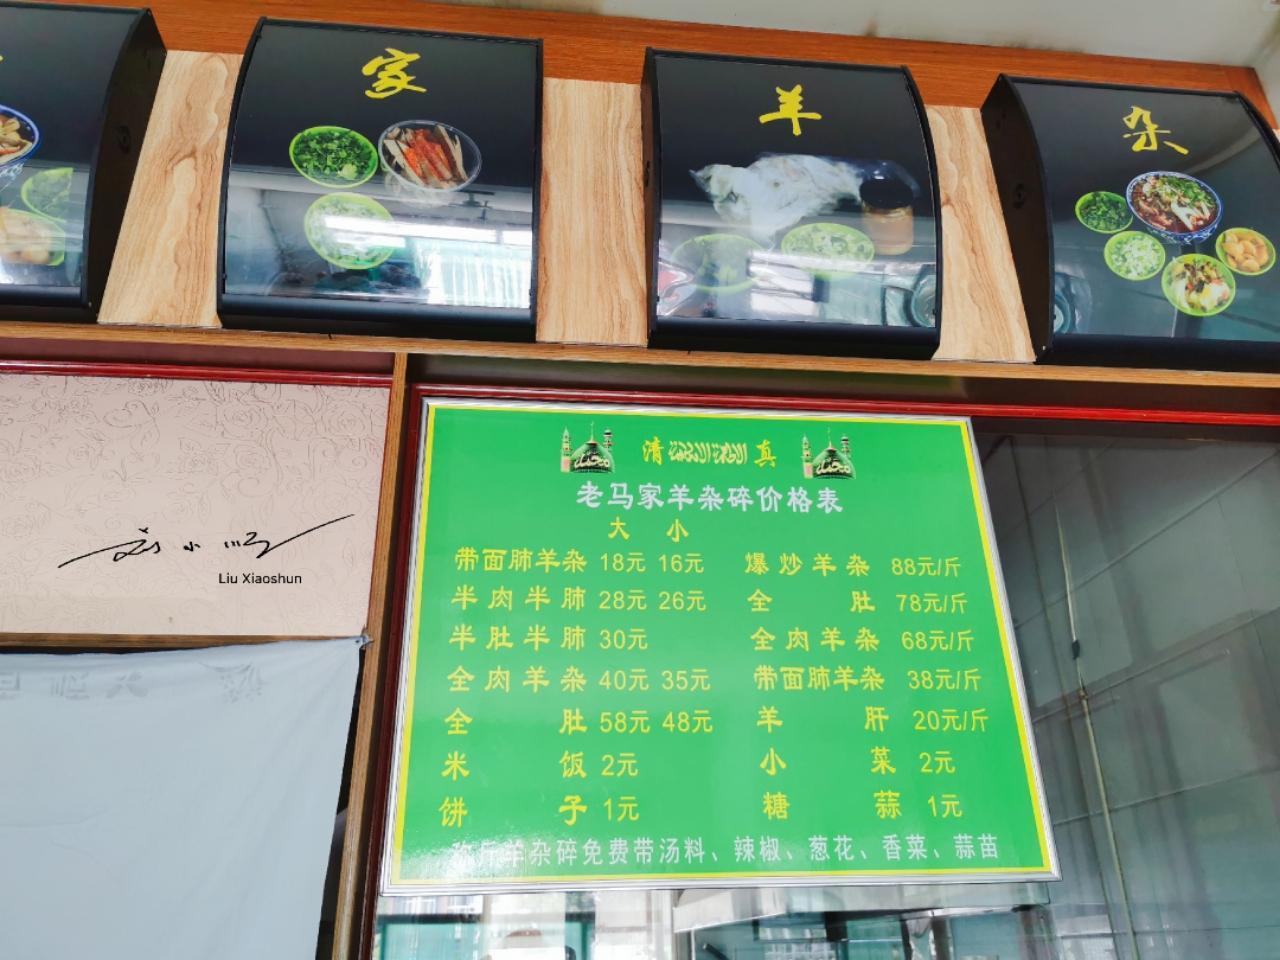 家 羊 杂
清 真
老马家羊杂碎价格表
大 小
带面肺羊杂 18元 16元 爆炒羊杂 88元/斤
半肉半肺 28元 26元 全肚 78元/斤
半肚半肺 30元 全肉羊杂 68元/斤
全肉羊杂 40元 35元 带面肺羊杂 38元/斤
全肚 58元 48元 羊肝 20元/斤
米饭 2元 小菜 2元
饼子 1元 糖蒜 1元
斤羊杂碎免费带汤料、辣椒、葱花、香菜、蒜苗
刘小顺
Liu Xiaoshun